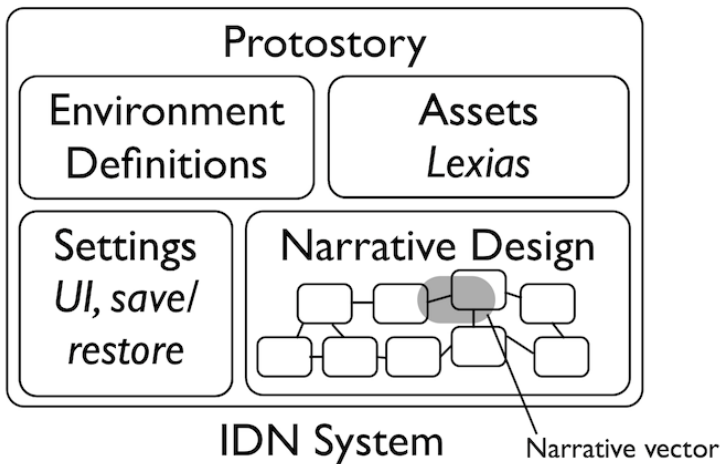 Protostory
Environment
Definitions
Assets
Lexias
Settings
UI, save/
restore
Narrative Design
IDN System
Narrative vector